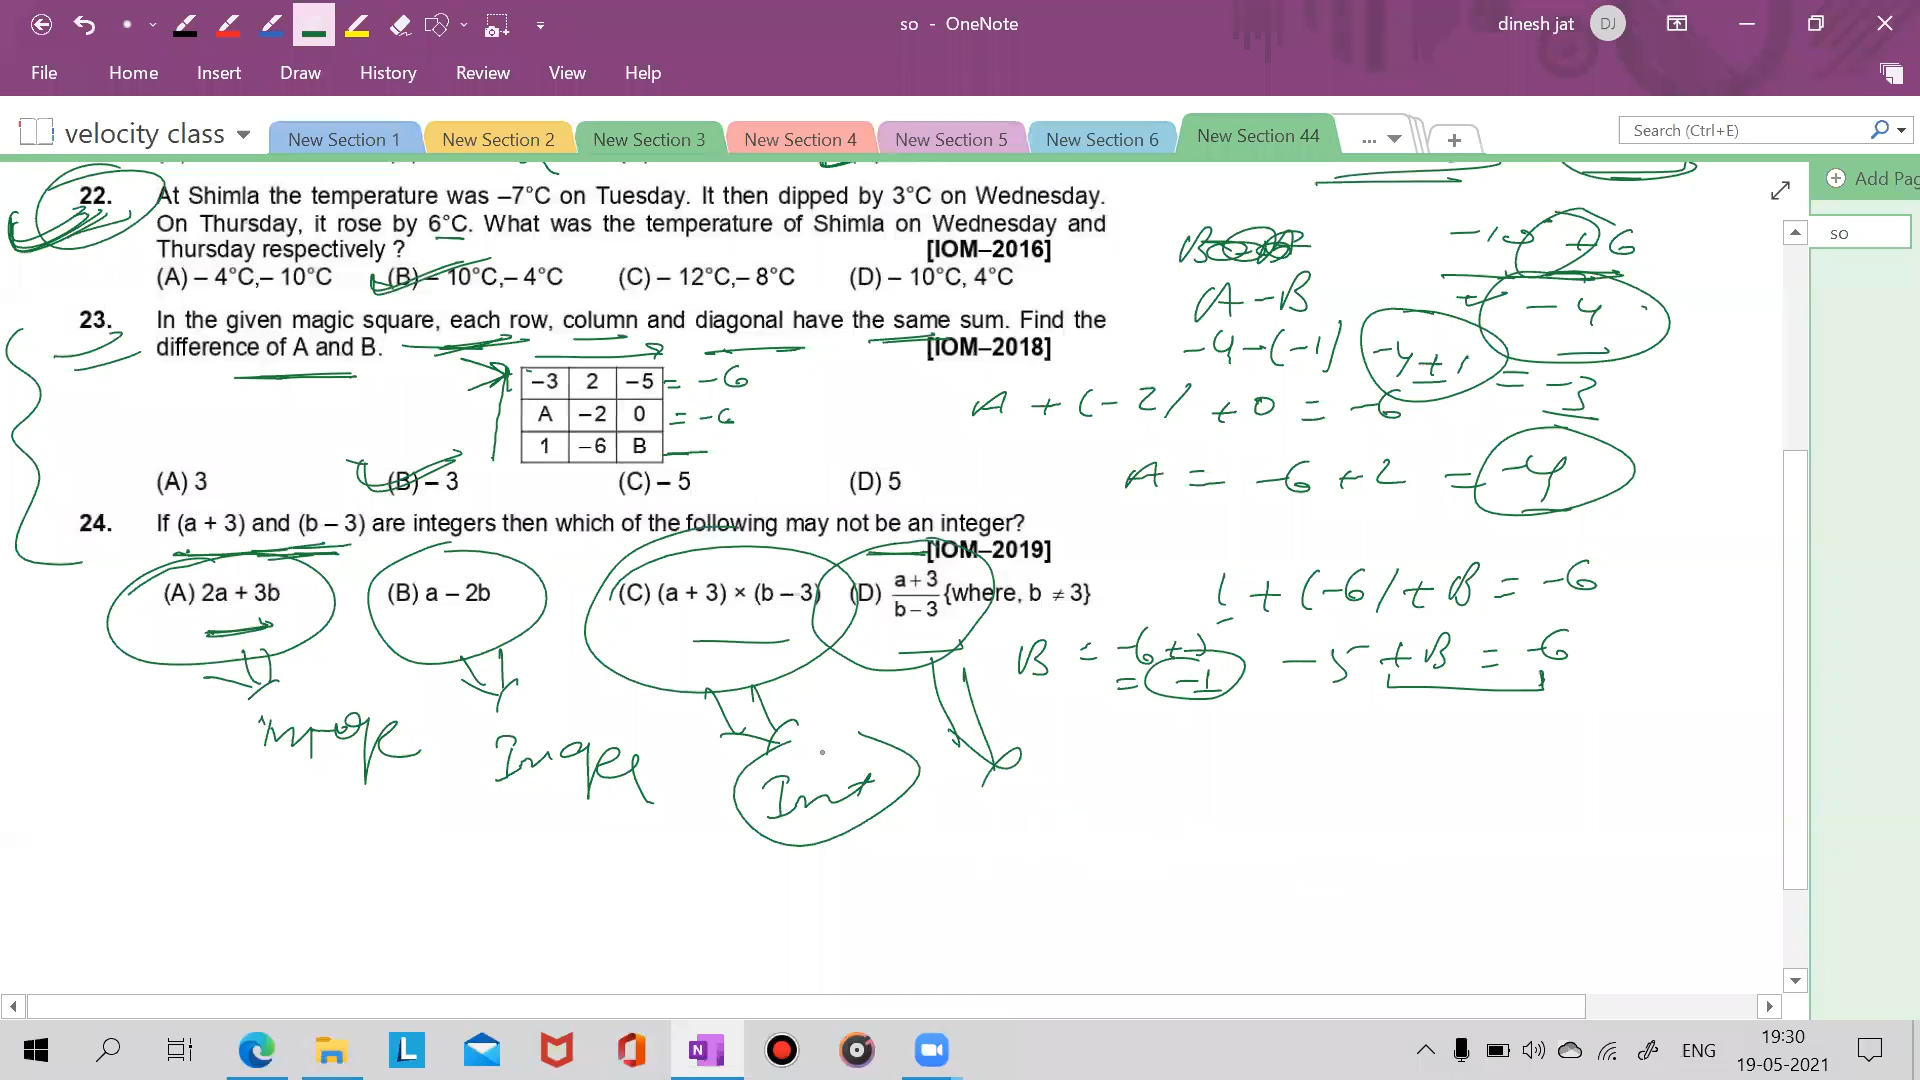 so - OneNote
dinesh jat
DJ
File Home Insert Draw History Review View Help
velocity class
New Section 1 New Section 2 New Section 3 New Section 4 New Section 5 New Section 6 New Section 44 ...
Search (Ctrl+E)
Add Pag
so
22. At Shimla the temperature was –7°C on Tuesday. It then dipped by 3°C on Wednesday.
On Thursday, it rose by 6°C. What was the temperature of Shimla on Wednesday and
Thursday respectively ? [IOM–2016]
(A) – 4°C,– 10°C (B) – 10°C,– 4°C (C) – 12°C,– 8°C (D) – 10°C, 4°C
23. In the given magic square, each row, column and diagonal have the same sum. Find the
difference of A and B. [IOM–2018]
–3 2 –5 = -6
A –2 0 = -6
1 –6 B
(A) 3 (B) – 3 (C) – 5 (D) 5
24. If (a + 3) and (b – 3) are integers then which of the following may not be an integer?
[IOM–2019]
(A) 2a + 3b (B) a – 2b (C) (a + 3) × (b – 3) (D) a + 3 / b – 3 {where, b ≠ 3}
Int
-10 + 6
- 4
A - B
-4 - (-1) -4 + 1 = -3
A + (-2) + 0 = -6
A = -6 + 2 = -4
1 + (-6) + B = -6
-5 + B = -6
= -1
ENG
19:30
19-05-2021